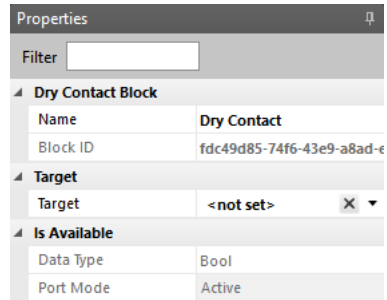 Properties
Filter
Dry Contact Block
Name Dry Contact
Block ID fdc49d85-74f6-43e9-a8ad-e
Target
Target <not set>
Is Available
Data Type Bool
Port Mode Active